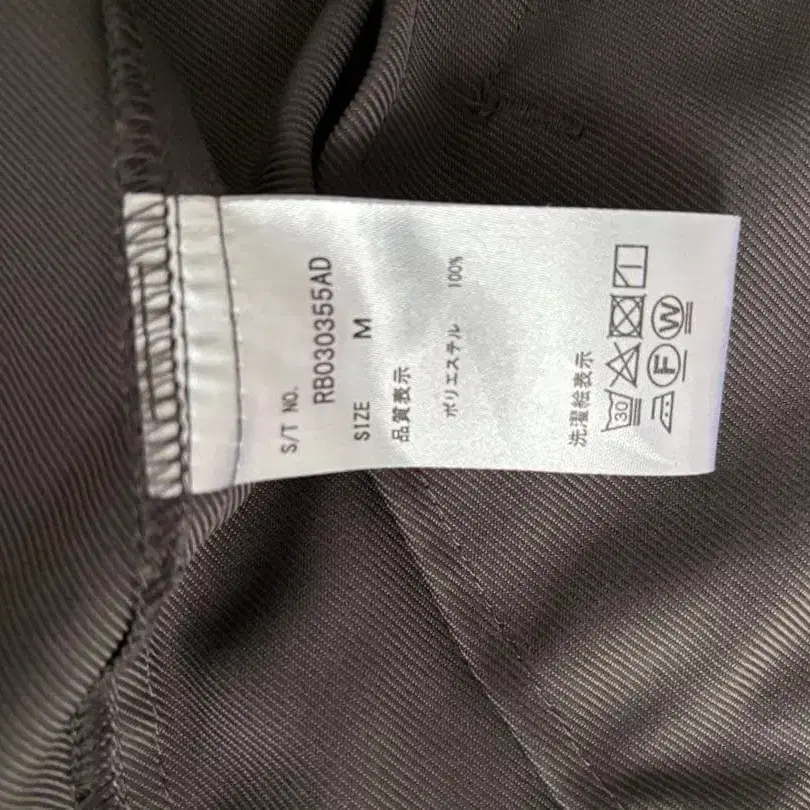 S/T NO.
RB030355AD
SIZE M
品質表示
ポリエステル 100%
洗濯絵表示
30
F W